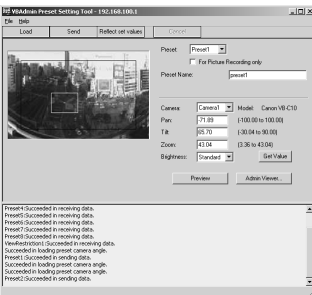 VBAdmin Preset Setting Tool - 192.168.100.1
File Help
Load Send Reflect set values Cancel
Preset: Preset1
For Picture Recording only
Preset Name: preset1
Camera: Camera1 Model: Canon VB-C10
Pan: -71.89 (-100.00 to 100.00)
Tilt: 65.70 (-30.04 to 90.00)
Zoom: 43.04 (3.36 to 43.04)
Brightness: Standard Get Value
Preview Admin Viewer...
Preset4:Succeeded in receiving data.
Preset5:Succeeded in receiving data.
Preset6:Succeeded in receiving data.
Preset7:Succeeded in receiving data.
Preset8:Succeeded in receiving data.
ViewRestriction1:Succeeded in receiving data.
Succeeded in loading preset camera angle.
Preset1:Succeeded in sending data.
Succeeded in loading preset camera angle.
Preset2:Succeeded in sending data.